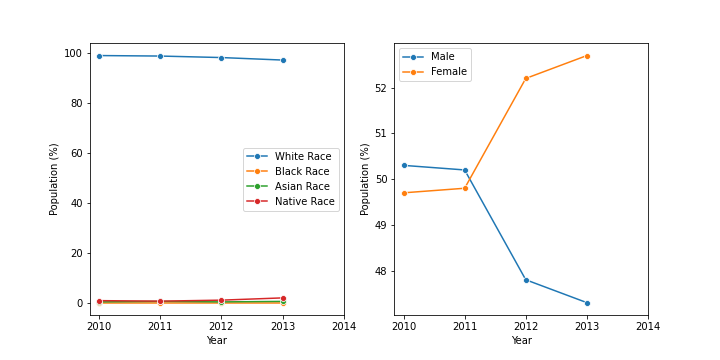 100
80
60
40
20
0
Population (%)
White Race
Black Race
Asian Race
Native Race
2010 2011 2012 2013 2014
Year
52
51
50
49
48
Population (%)
Male
Female
2010 2011 2012 2013 2014
Year